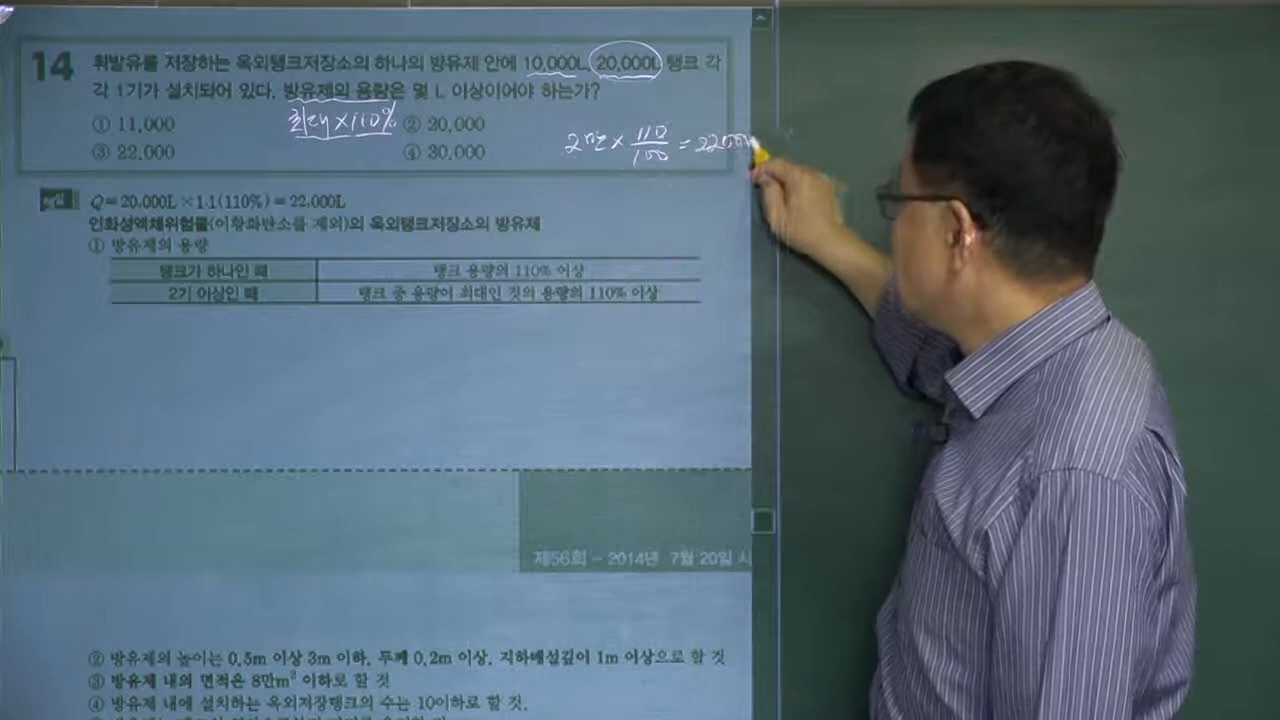 14 휘발유를 저장하는 옥외탱크저장소의 하나의 방유제 안에 10,000L, 20,000L 탱크 각
각 1기가 설치되어 있다. 방유제의 용량은 몇 L 이상이어야 하는가?
① 11,000 ② 20,000
③ 22,000 ④ 30,000
최대 × 110%
2만 × 110/100 = 22000
해설 Q = 20.000L × 1.1(110%) = 22.000L
인화성액체위험물(이황화탄소를 제외)의 옥외탱크저장소의 방유제
① 방유제의 용량
탱크가 하나인 때 탱크 용량의 110% 이상
2기 이상인 때 탱크 중 용량이 최대인 것의 용량의 110% 이상
제56회 - 2014년 7월 20일 시
② 방유제의 높이는 0.5m 이상 3m 이하, 두께 0.2m 이상, 지하매설깊이 1m 이상으로 할 것
③ 방유제 내의 면적은 8만m² 이하로 할 것
④ 방유제 내에 설치하는 옥외저장탱크의 수는 10이하로 할 것.